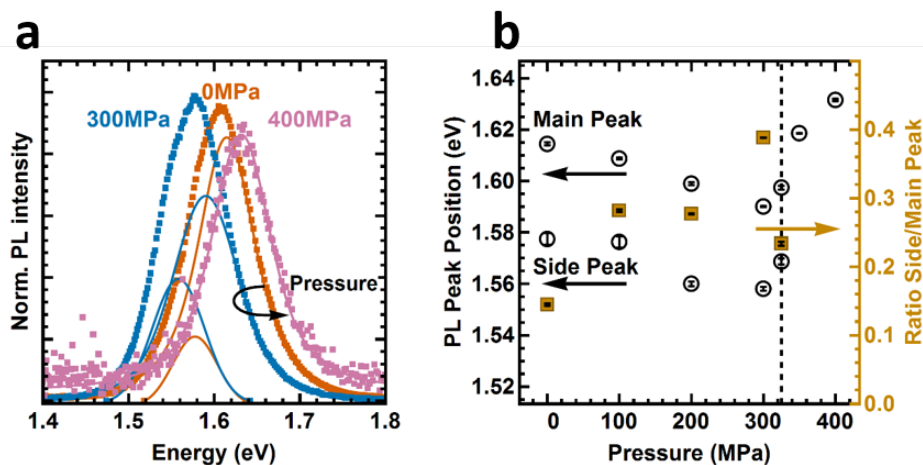 a
b
0MPa
300MPa
400MPa
Pressure
Norm. PL intensity
1.4 1.5 1.6 1.7 1.8
Energy (eV)
Main Peak
Side Peak
PL Peak Position (eV)
1.64
1.62
1.60
1.58
1.56
1.54
1.52
0 100 200 300 400
Pressure (MPa)
0.4
0.3
0.2
0.1
0.0
Ratio Side/Main Peak